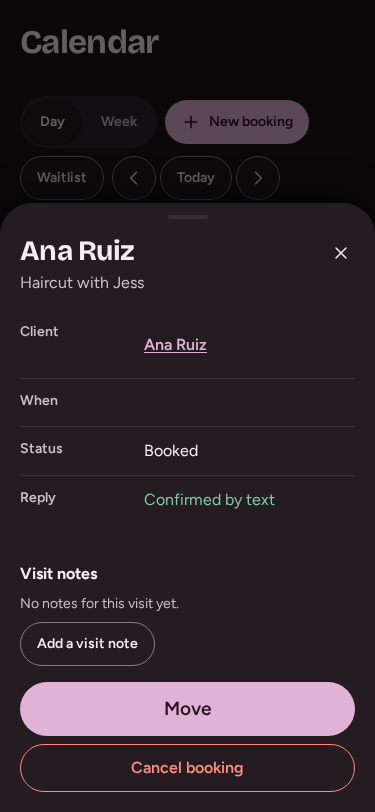 Calendar
Day
Week
New booking
Waitlist
Today
Ana Ruiz
Haircut with Jess
Client
Ana Ruiz
When
Status
Booked
Reply
Confirmed by text
Visit notes
No notes for this visit yet.
Add a visit note
Move
Cancel booking